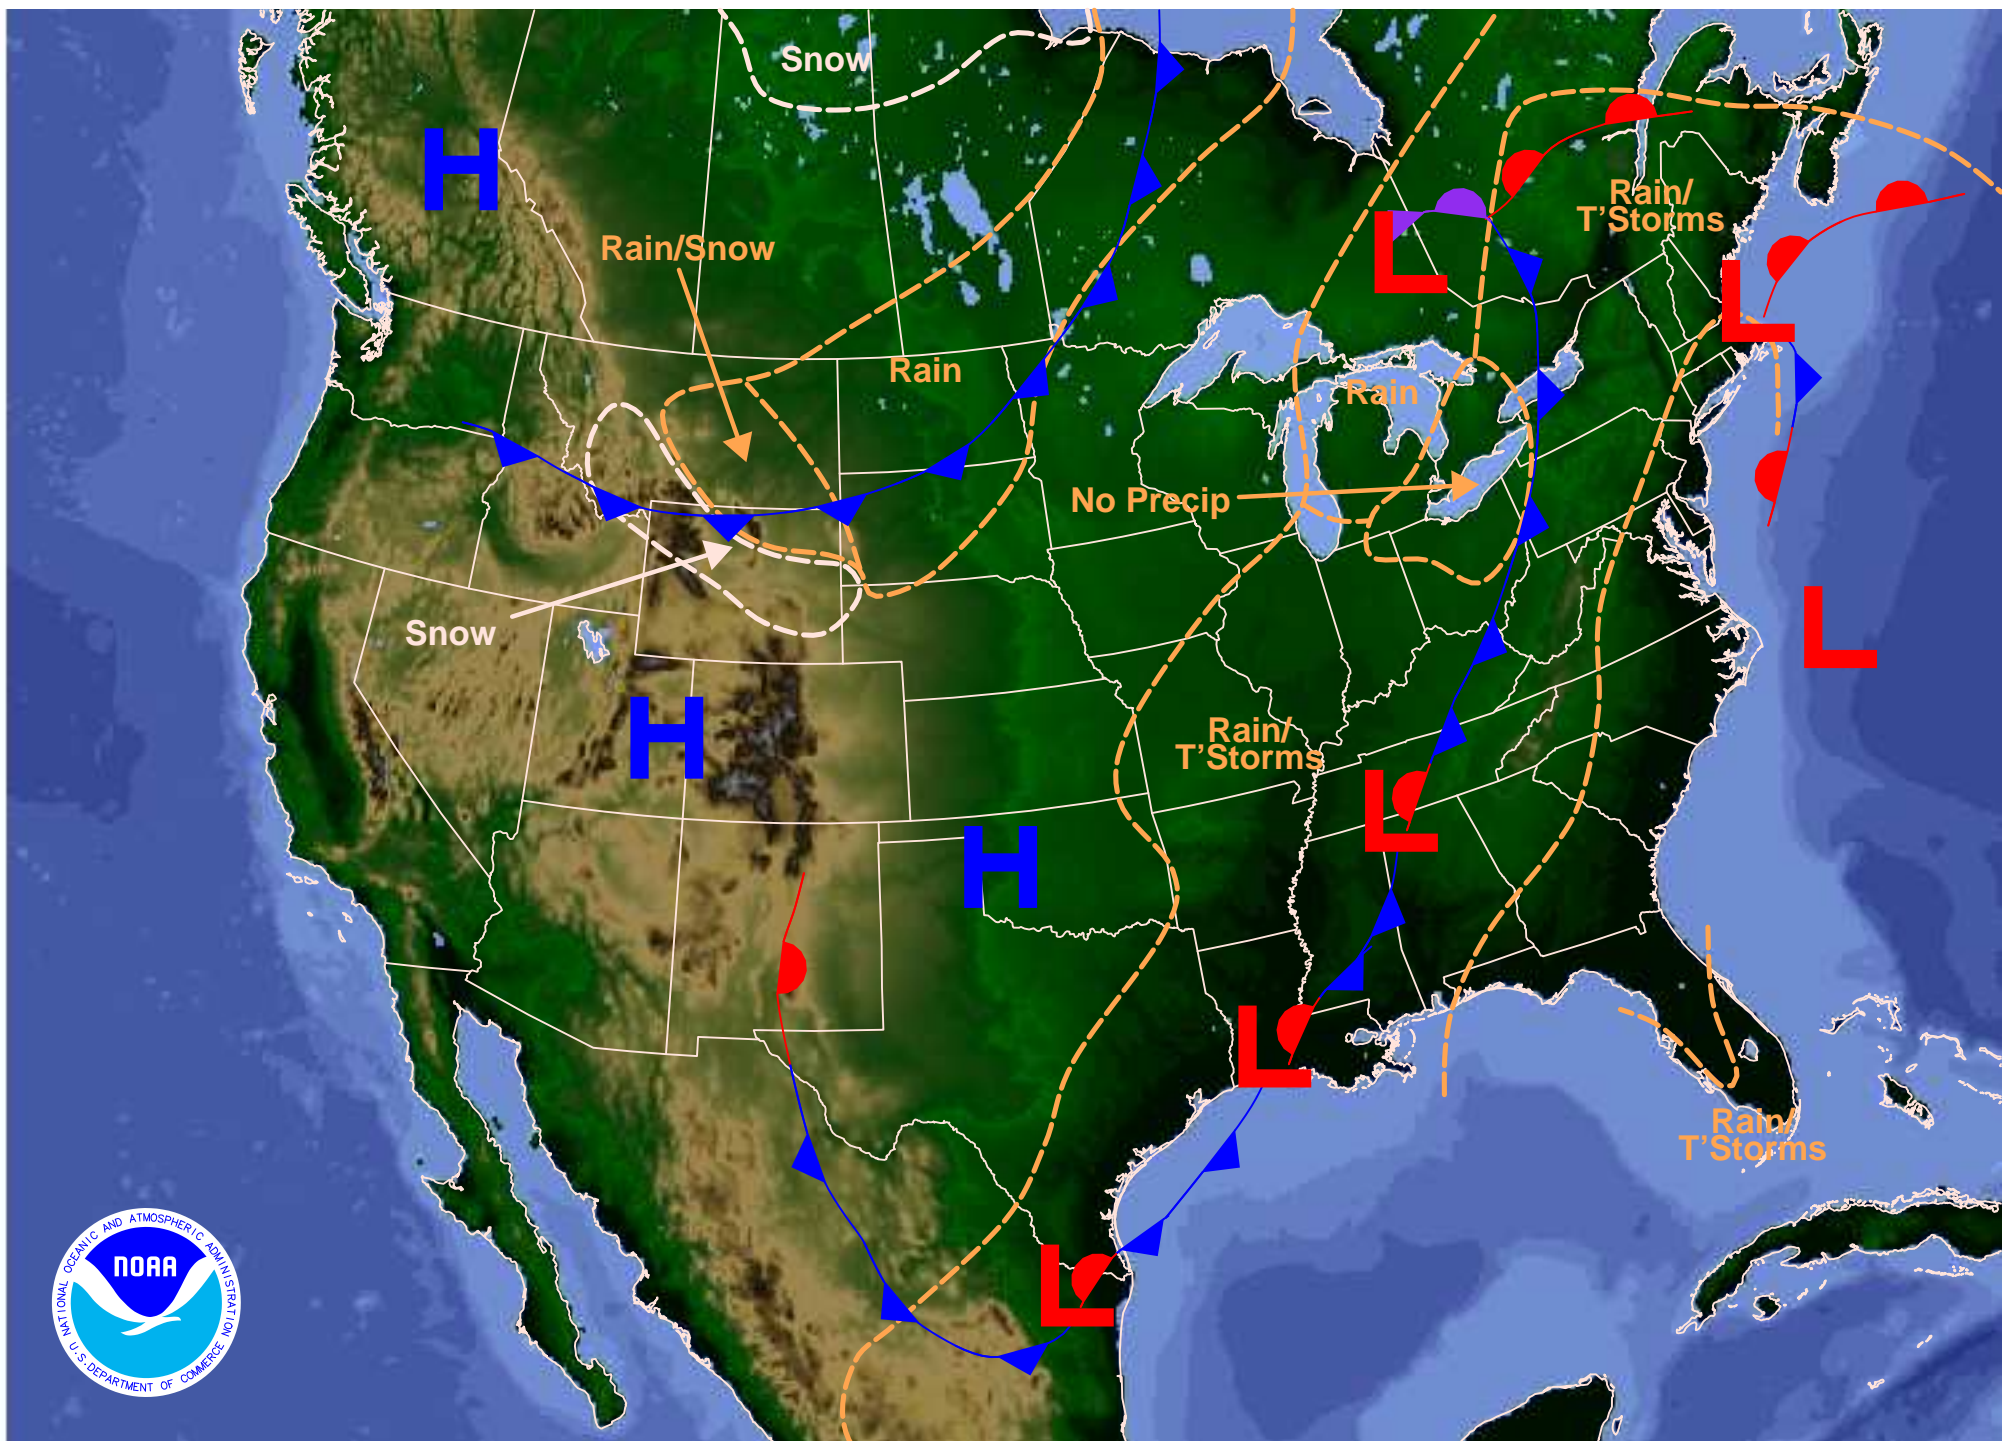 Snow
H
Rain/Snow
Rain/
T'Storms
L
L
Rain
Rain
No Precip
Snow
L
H
Rain/
T'Storms
L
H
L
Rain/
T'Storms
L
NATIONAL OCEANIC AND ATMOSPHERIC ADMINISTRATION
NOAA
U.S. DEPARTMENT OF COMMERCE